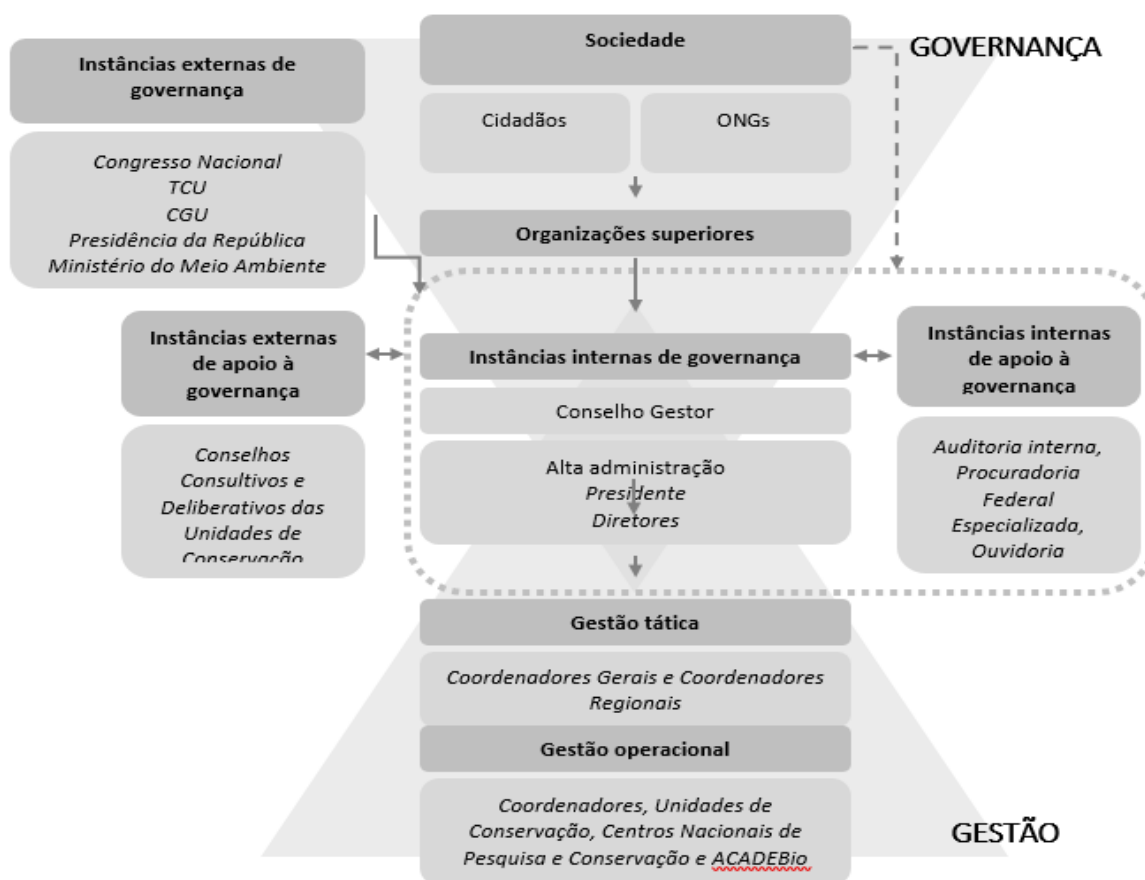 Sociedade
GOVERNANÇA
Instâncias externas de
governança
Cidadãos
ONGs
Congresso Nacional
TCU
CGU
Presidência da República
Ministério do Meio Ambiente
Organizações superiores
Instâncias externas
de apoio à
governança
Instâncias internas de governança
Instâncias internas
de apoio à
governança
Conselho Gestor
Conselhos
Consultivos e
Deliberativos das
Unidades de
Conservação
Alta administração
Presidente
Diretores
Auditoria interna,
Procuradoria
Federal
Especializada,
Ouvidoria
Gestão tática
Coordenadores Gerais e Coordenadores
Regionais
Gestão operacional
Coordenadores, Unidades de
Conservação, Centros Nacionais de
Pesquisa e Conservação e ACADEBio
GESTÃO